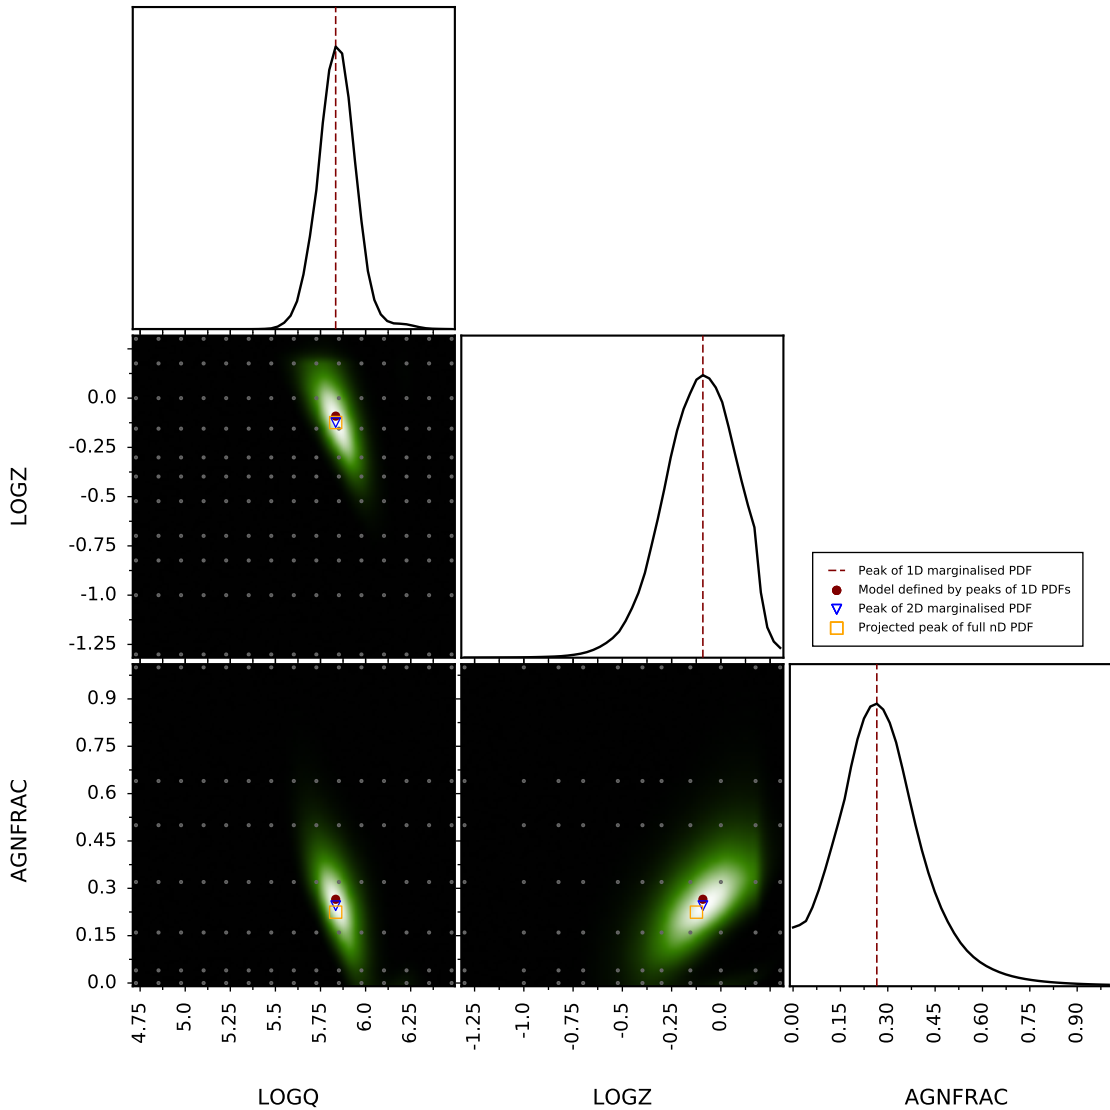 0.0
-0.25
-0.5
-0.75
-1.0
-1.25
LOGZ
Peak of 1D marginalised PDF
Model defined by peaks of 1D PDFs
Peak of 2D marginalised PDF
Projected peak of full nD PDF
0.9
0.75
0.6
0.45
0.3
0.15
0.0
AGNFRAC
4.75 5.0 5.25 5.5 5.75 6.0 6.25
-1.25 -1.0 -0.75 -0.5 -0.25 0.0
0.00 0.15 0.30 0.45 0.60 0.75 0.90
LOGQ LOGZ AGNFRAC